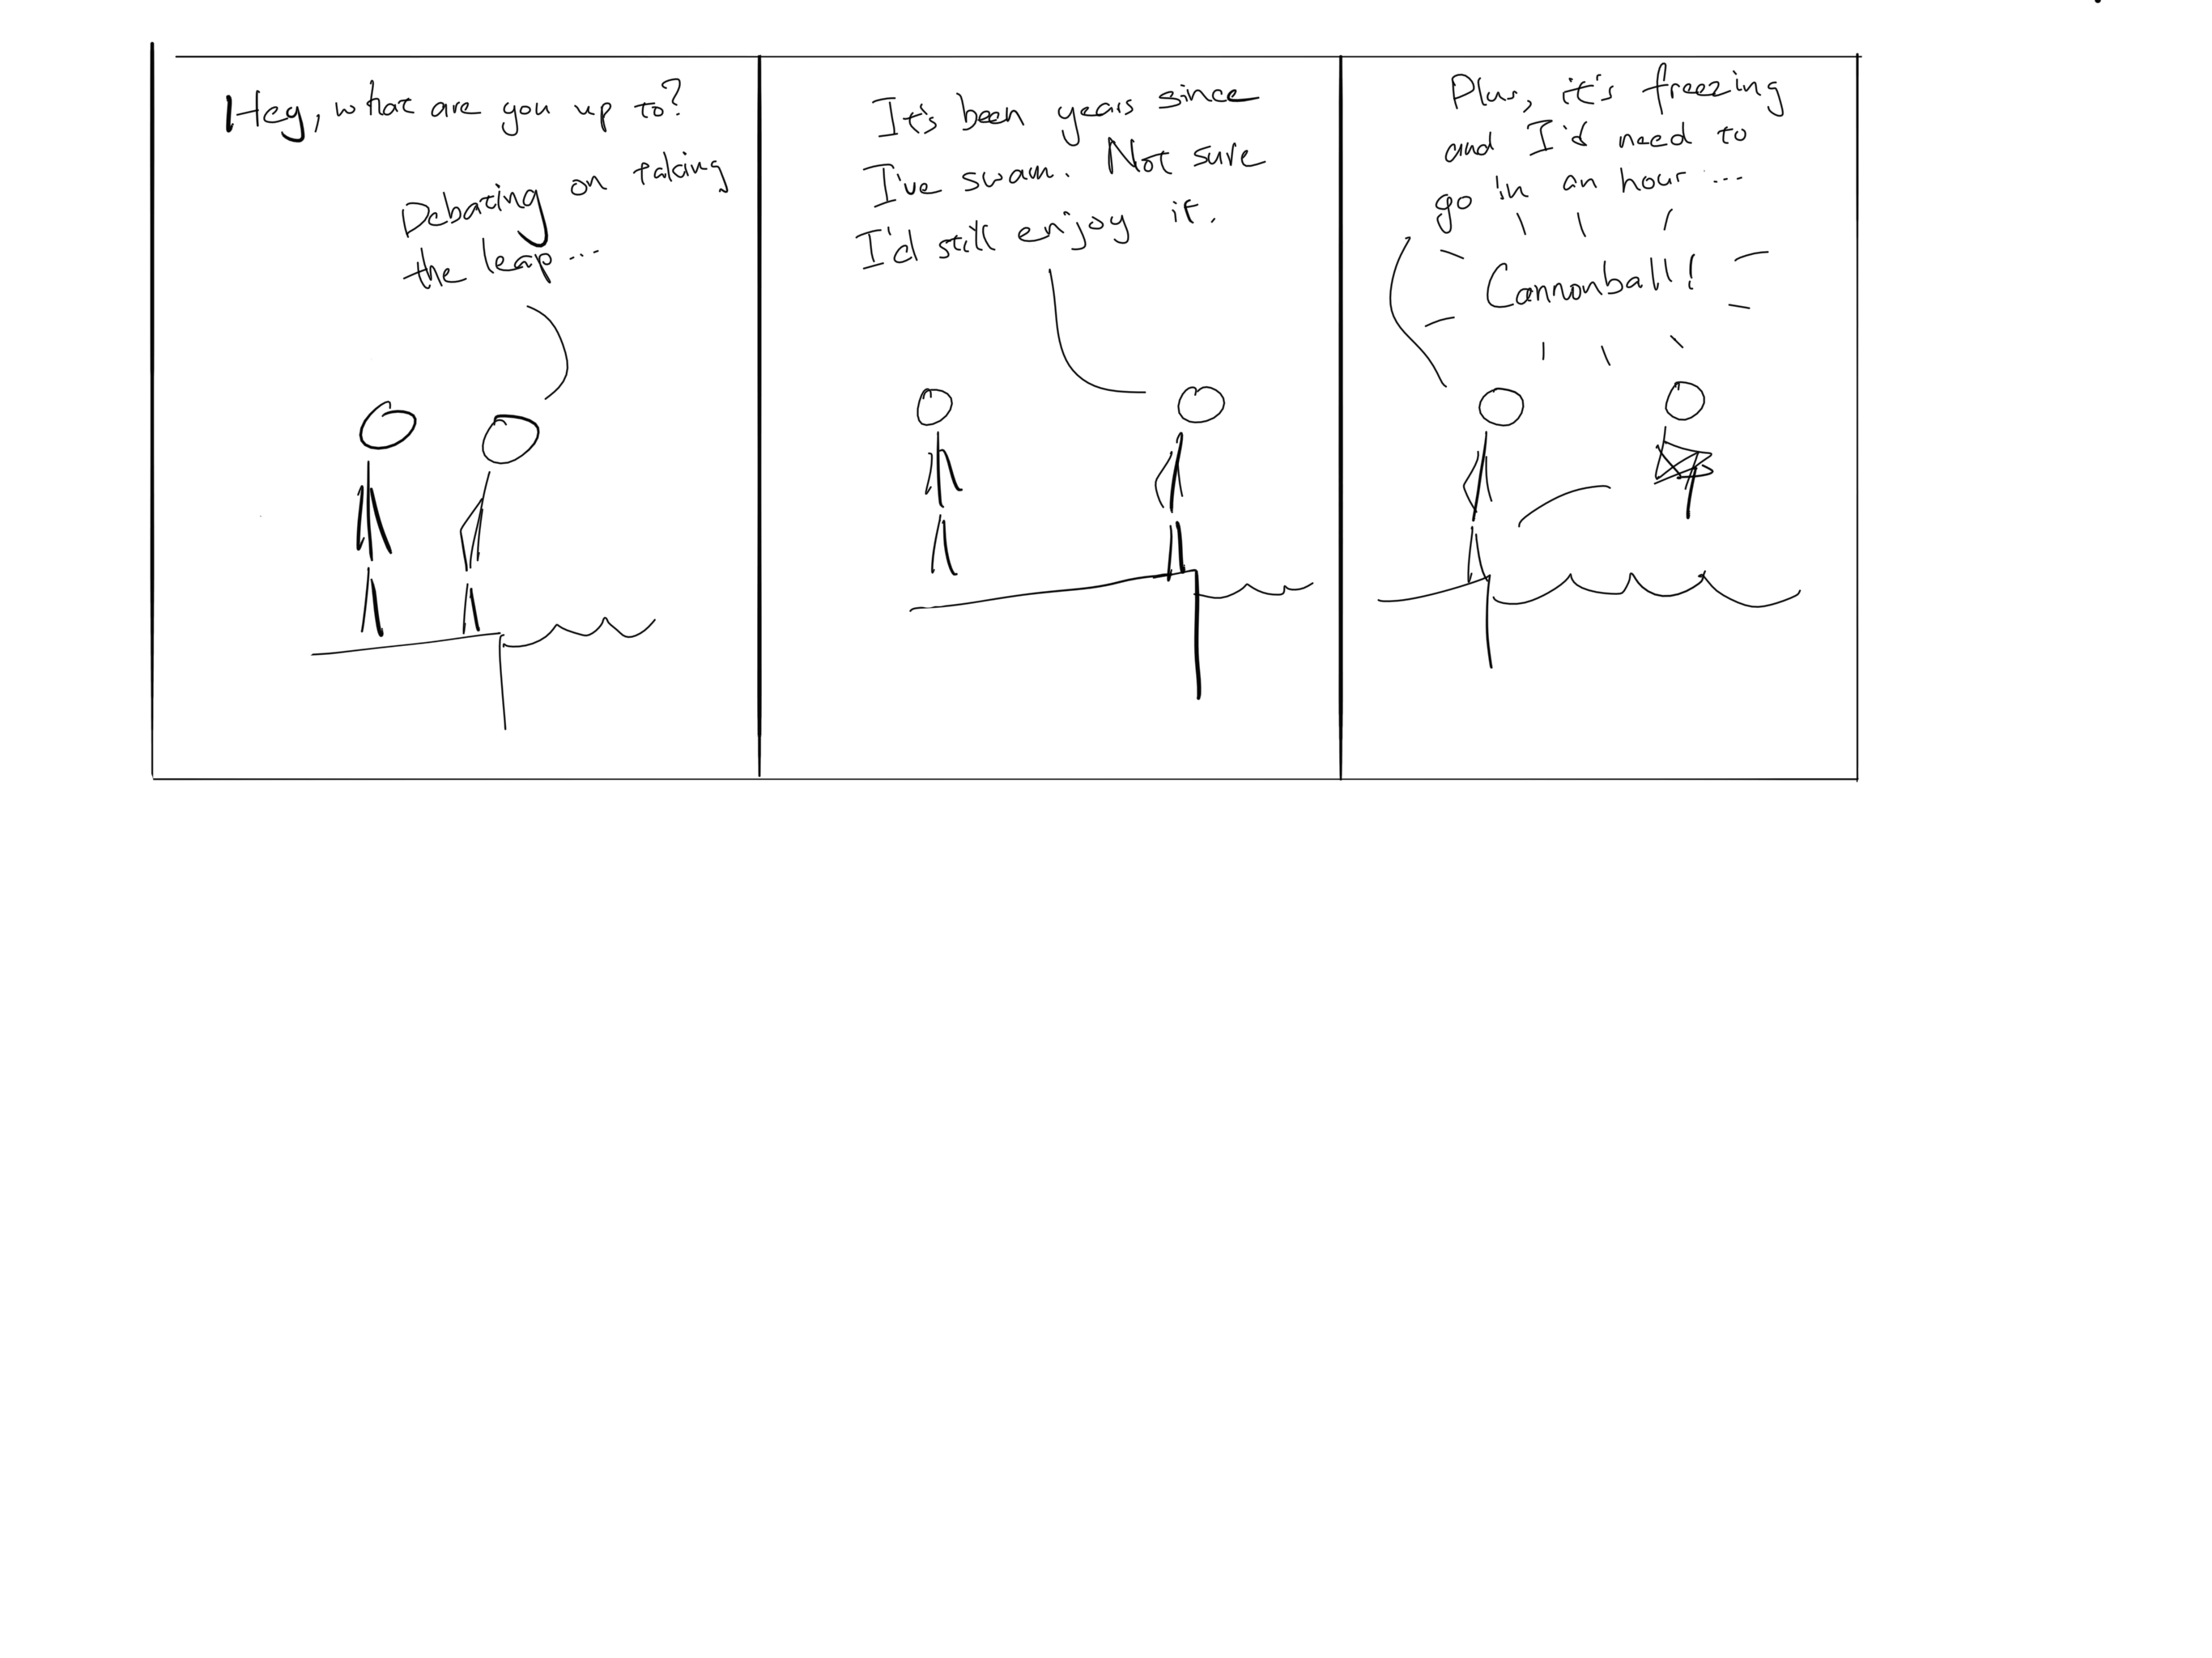 Hey, what are you up to?
Debating on taking
the leap...
It's been years since
I've swam. Not sure
I'd still enjoy it.
Plus, it's freezing
and I'd need to
go in an hour...
Cannonball!